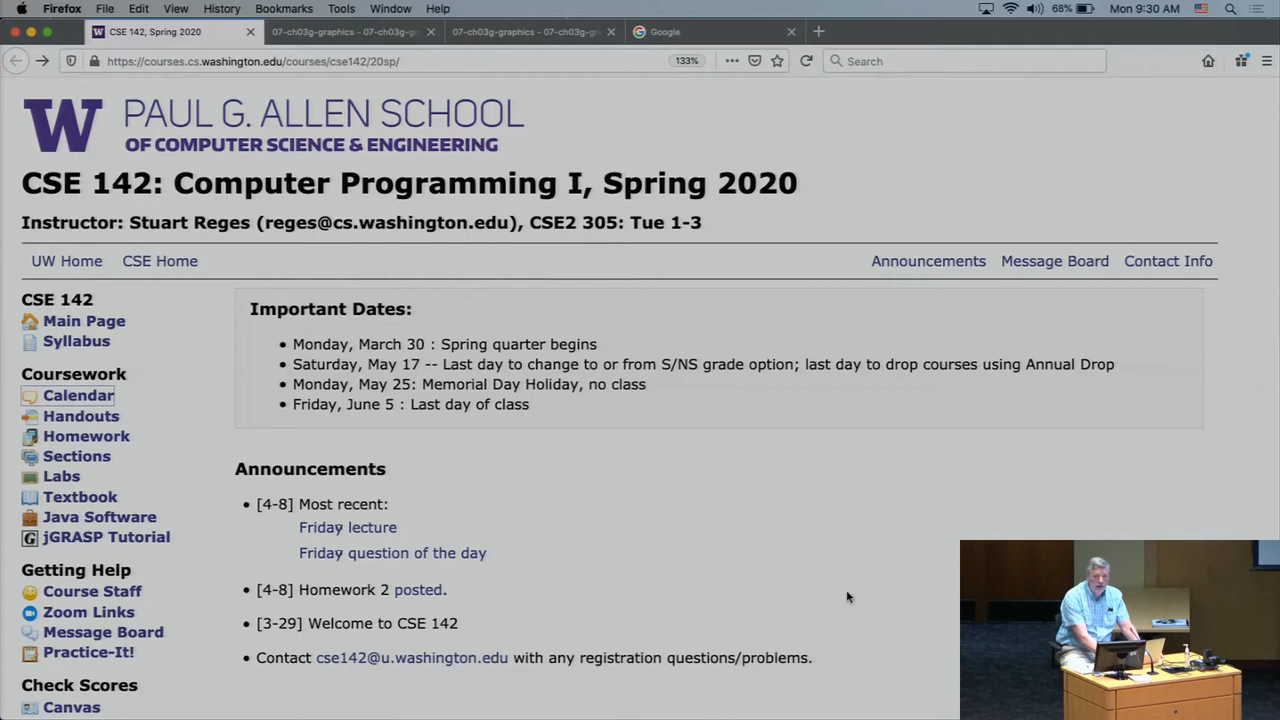 Firefox File Edit View History Bookmarks Tools Window Help 68% Mon 9:30 AM
CSE 142, Spring 2020 07-ch03g-graphics - 07-ch03g-gr 07-ch03g-graphics - 07-ch03g-gr Google
https://courses.cs.washington.edu/courses/cse142/20sp/ 133% Search
W PAUL G. ALLEN SCHOOL
OF COMPUTER SCIENCE & ENGINEERING
CSE 142: Computer Programming I, Spring 2020
Instructor: Stuart Reges (reges@cs.washington.edu), CSE2 305: Tue 1-3
UW Home CSE Home Announcements Message Board Contact Info
CSE 142
Main Page
Syllabus
Coursework
Calendar
Handouts
Homework
Sections
Labs
Textbook
Java Software
jGRASP Tutorial
Getting Help
Course Staff
Zoom Links
Message Board
Practice-It!
Check Scores
Canvas
Important Dates:
• Monday, March 30 : Spring quarter begins
• Saturday, May 17 -- Last day to change to or from S/NS grade option; last day to drop courses using Annual Drop
• Monday, May 25: Memorial Day Holiday, no class
• Friday, June 5 : Last day of class
Announcements
• [4-8] Most recent:
Friday lecture
Friday question of the day
• [4-8] Homework 2 posted.
• [3-29] Welcome to CSE 142
• Contact cse142@u.washington.edu with any registration questions/problems.